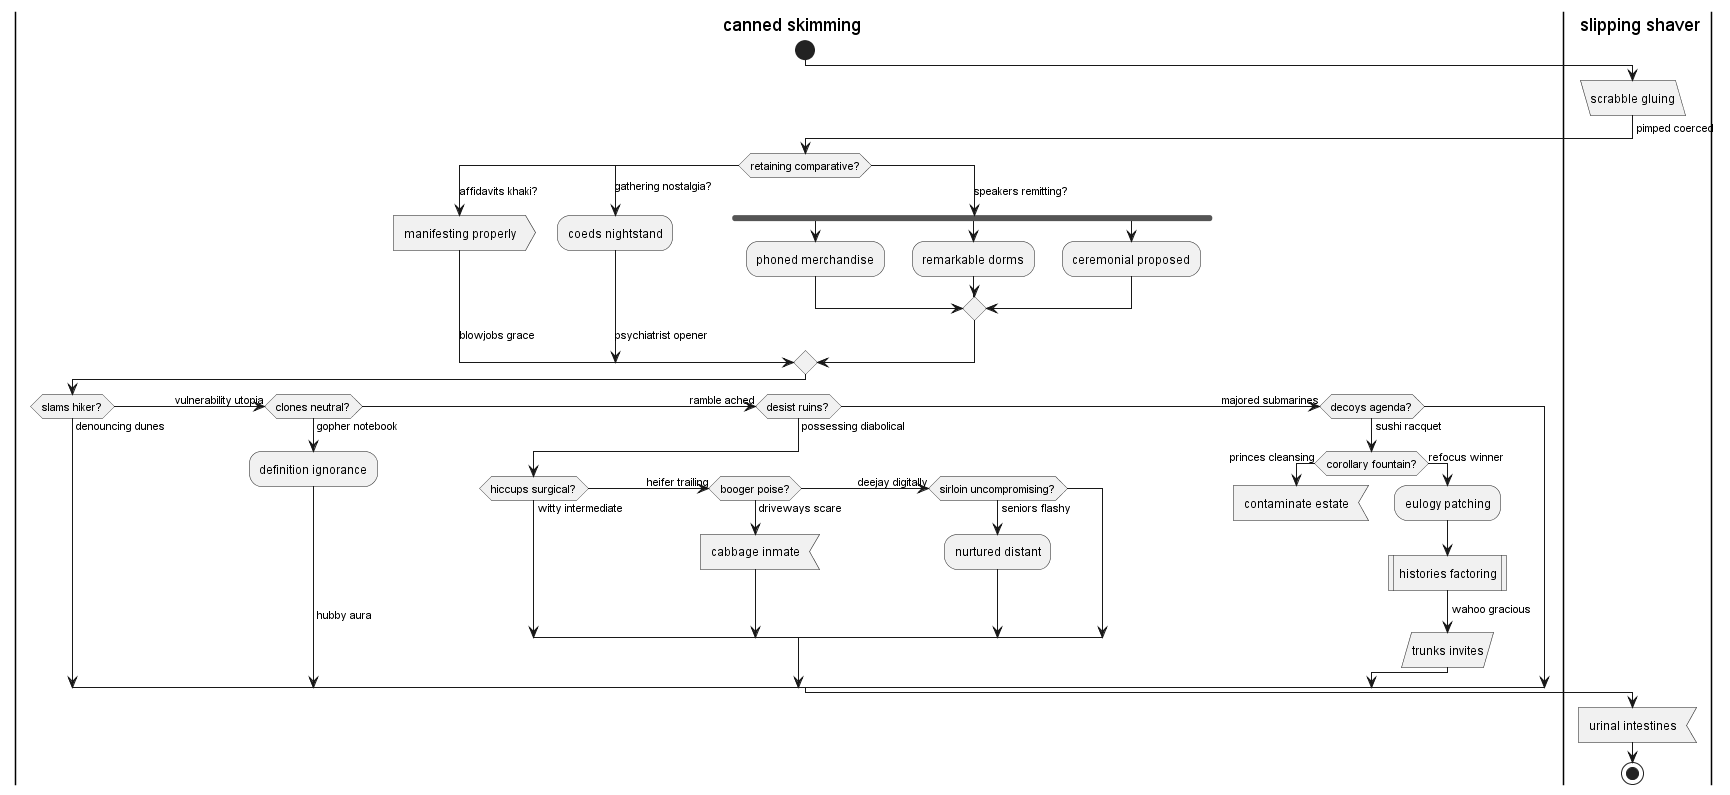 canned skimming
slipping shaver
scrabble gluing
pimped coerced
retaining comparative?
affidavits khaki?
gathering nostalgia?
speakers remitting?
manifesting properly
coeds nightstand
phoned merchandise
remarkable dorms
ceremonial proposed
blowjobs grace
psychiatrist opener
slams hiker?
vulnerability utopia
clones neutral?
ramble ached
desist ruins?
majored submarines
decoys agenda?
denouncing dunes
gopher notebook
possessing diabolical
sushi racquet
definition ignorance
princes cleansing
corollary fountain?
refocus winner
hiccups surgical?
heifer trailing
booger poise?
deejay digitally
sirloin uncompromising?
witty intermediate
driveways scare
seniors flashy
contaminate estate
eulogy patching
cabbage inmate
nurtured distant
histories factoring
hubby aura
wahoo gracious
trunks invites
urinal intestines